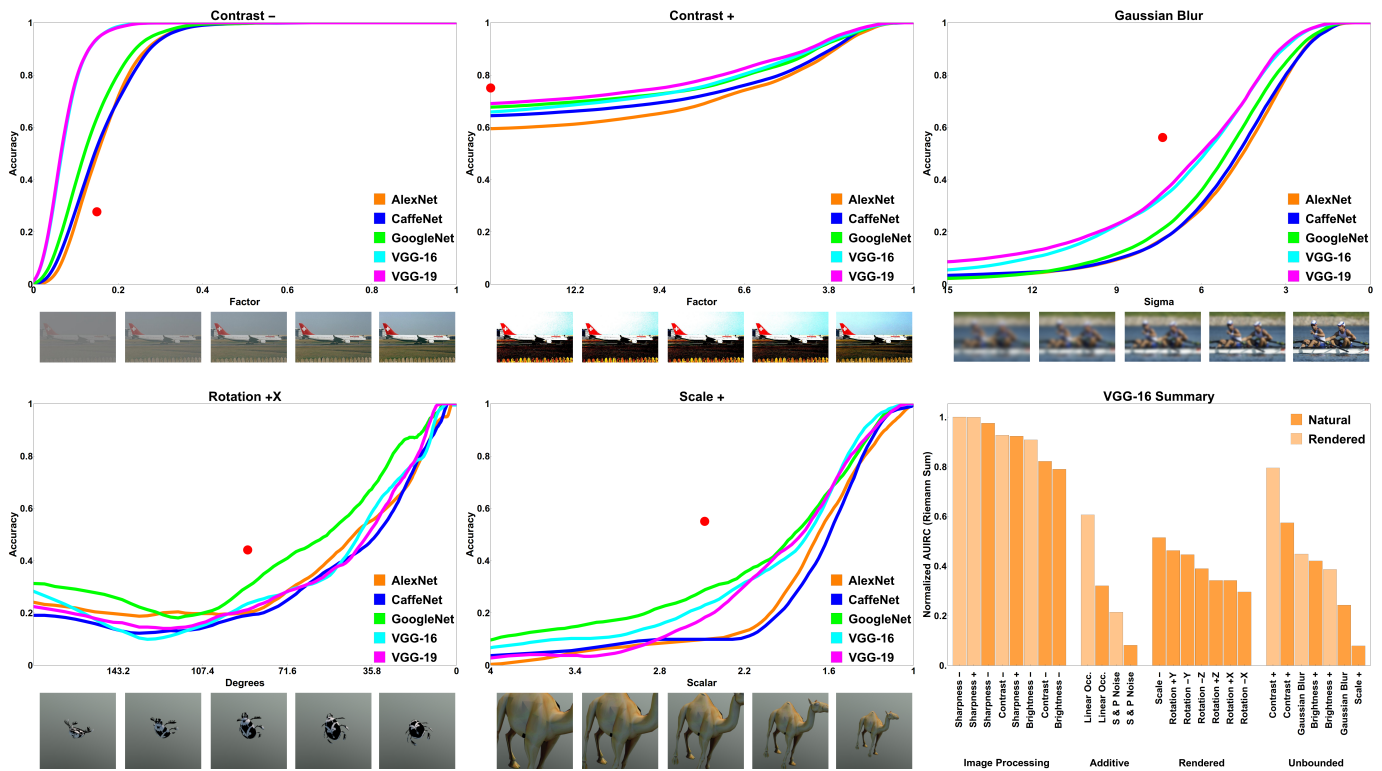 Contrast –
Accuracy
1
0.8
0.6
0.4
0.2
0
0
0.2
0.4
0.6
0.8
1
Factor
AlexNet
CaffeNet
GoogleNet
VGG-16
VGG-19
Contrast +
Accuracy
1
0.8
0.6
0.4
0.2
0
12.2
9.4
6.6
3.8
1
Factor
AlexNet
CaffeNet
GoogleNet
VGG-16
VGG-19
Gaussian Blur
Accuracy
1
0.8
0.6
0.4
0.2
0
15
12
9
6
3
0
Sigma
AlexNet
CaffeNet
GoogleNet
VGG-16
VGG-19
Rotation +X
Accuracy
1
0.8
0.6
0.4
0.2
0
143.2
107.4
71.6
35.8
0
Degrees
AlexNet
CaffeNet
GoogleNet
VGG-16
VGG-19
Scale +
Accuracy
1
0.8
0.6
0.4
0.2
0
4
3.4
2.8
2.2
1.6
1
Scalar
AlexNet
CaffeNet
GoogleNet
VGG-16
VGG-19
VGG-16 Summary
Normalized AUIRC (Riemann Sum)
1.
0.8
0.6
0.4
0.2
0
Natural
Rendered
Sharpness –
Sharpness +
Sharpness –
Contrast –
Sharpness +
Brightness –
Contrast –
Brightness –
Linear Occ.
Linear Occ.
S & P Noise
S & P Noise
Scale –
Rotation +Y
Rotation –Y
Rotation –Z
Rotation +Z
Rotation +X
Rotation –X
Contrast +
Contrast +
Gaussian Blur
Brightness +
Brightness +
Gaussian Blur
Scale +
Image Processing
Additive
Rendered
Unbounded